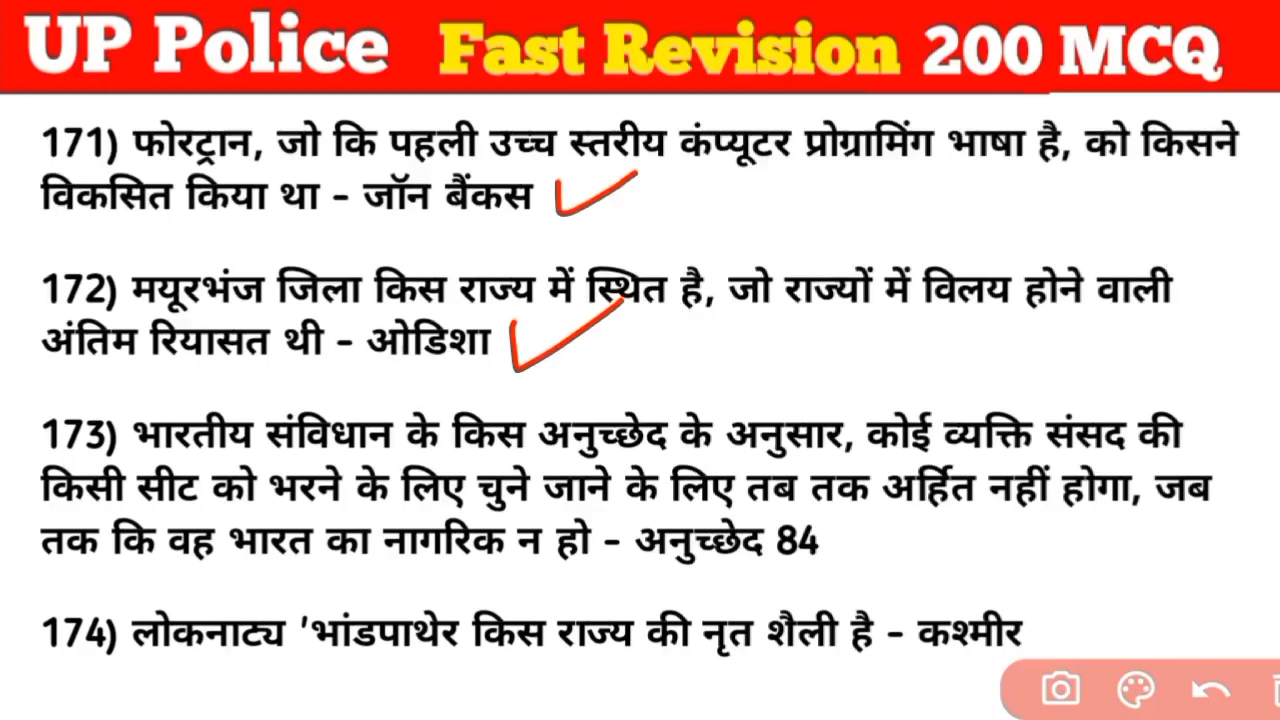 UP Police Fast Revision 200 MCQ
171) फोरट्रान, जो कि पहली उच्च स्तरीय कंप्यूटर प्रोग्रामिंग भाषा है, को किसने
विकसित किया था - जॉन बैंकस
172) मयूरभंज जिला किस राज्य में स्थित है, जो राज्यों में विलय होने वाली
अंतिम रियासत थी - ओडिशा
173) भारतीय संविधान के किस अनुच्छेद के अनुसार, कोई व्यक्ति संसद की
किसी सीट को भरने के लिए चुने जाने के लिए तब तक अर्हित नहीं होगा, जब
तक कि वह भारत का नागरिक न हो - अनुच्छेद 84
174) लोकनाट्य 'भांडपाथेर किस राज्य की नृत शैली है - कश्मीर